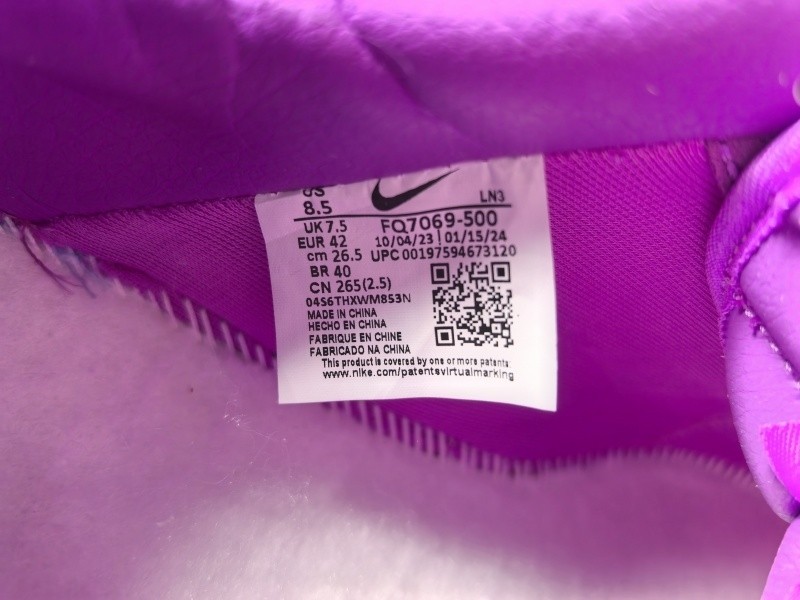 US
8.5
LN3
UK 7.5 FQ7069-500
EUR 42 10/04/23 | 01/15/24
cm 26.5 UPC 00197594673120
BR 40
CN 265(2.5)
04S6THXWM853N
MADE IN CHINA
HECHO EN CHINA
FABRIQUE EN CHINE
FABRICADO NA CHINA
This product is covered by one or more patents:
www.nike.com/patentsvirtualmarking